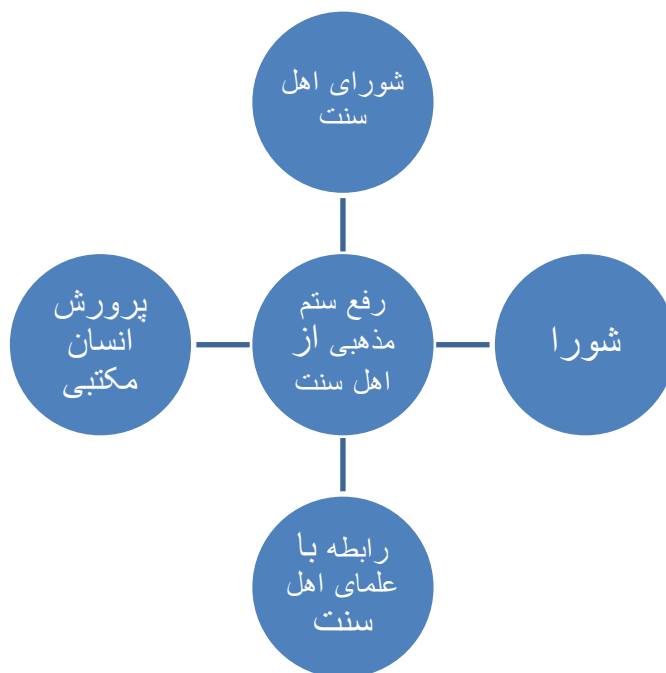 شورای اهل
سنت
رفع ستم
مذهبی از
اهل سنت
شورا
پرورش
انسان
مکتبی
رابطه با
علمای اهل
سنت